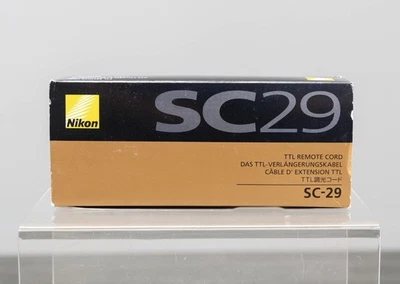 SC29
Nikon
TTL REMOTE CORD
DAS TTL-VERLÄNGERUNGSKABEL
CÂBLE D'EXTENSION TTL
TTL調光コード
SC-29